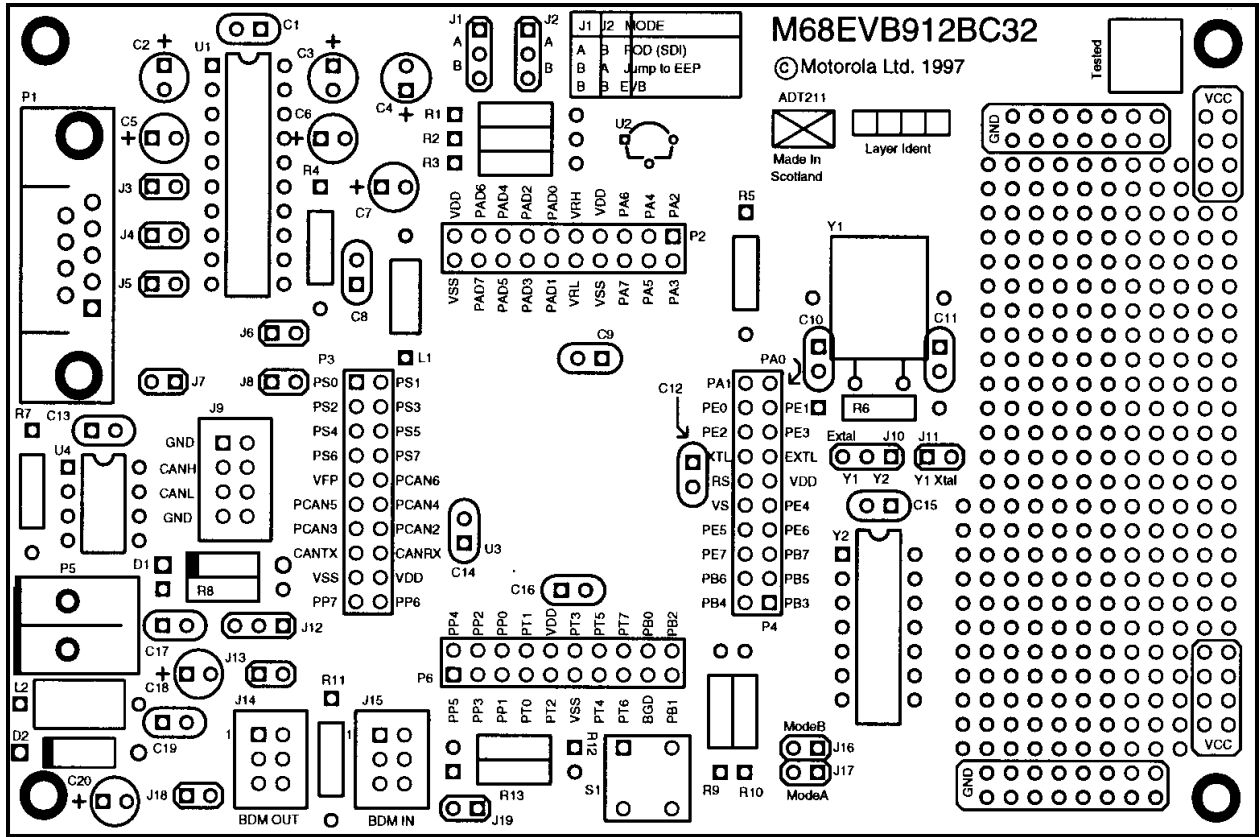 C1
J1
J2
J1 J2 MODE
A B POD (SDI)
B A Jump to EEP
B B EVB
M68EVB912BC32
© Motorola Ltd. 1997
Tested
VCC
C2
U1
C3
C4
A
B
A
B
P1
ADT211
Made In
Scotland
Layer Ident
GND
C5
C6
R1
R2
R3
U2
J3
R4
C7
R5
VDD PAD6 PAD4 PAD2 PAD0 VRH VDD PA6 PA4 PA2
P2
VSS PAD7 PAD5 PAD3 PAD1 VRL VSS PA7 PA5 PA3
J4
J5
Y1
C8
J6
C9
C10
C11
P3
L1
PA0
J7
J8
PS0 PS1
PS2 PS3
PS4 PS5
PS6 PS7
VFP PCAN6
PCAN5 PCAN4
PCAN3 PCAN2
CANTX CANRX
VSS VDD
PP7 PP6
C12
PA1
PE0 PE1
PE2 PE3
XTL EXTL
RS VDD
VS PE4
PE5 PE6
PE7 PB7
PB6 PB5
PB4 PB3
P4
R6
R7
C13
J9
GND
CANH
CANL
GND
U4
Extal J10
Y1 Y2
J11
Y1 Xtal
C15
U3
C14
Y2
D1
R8
P5
C16
C17
J12
PP4 PP2 PP0 PT1 VDD PT3 PT5 PT7 PB0 PB2
P6
PP5 PP3 PP1 PT0 PT2 VSS PT4 PT6 BGD PB1
C18
J13
L2
R11
J14
1
J15
1
C19
D2
R12
ModeB
J16
J17
ModeA
C20
J18
BDM OUT
BDM IN
R13
J19
S1
R9
R10
VCC
GND